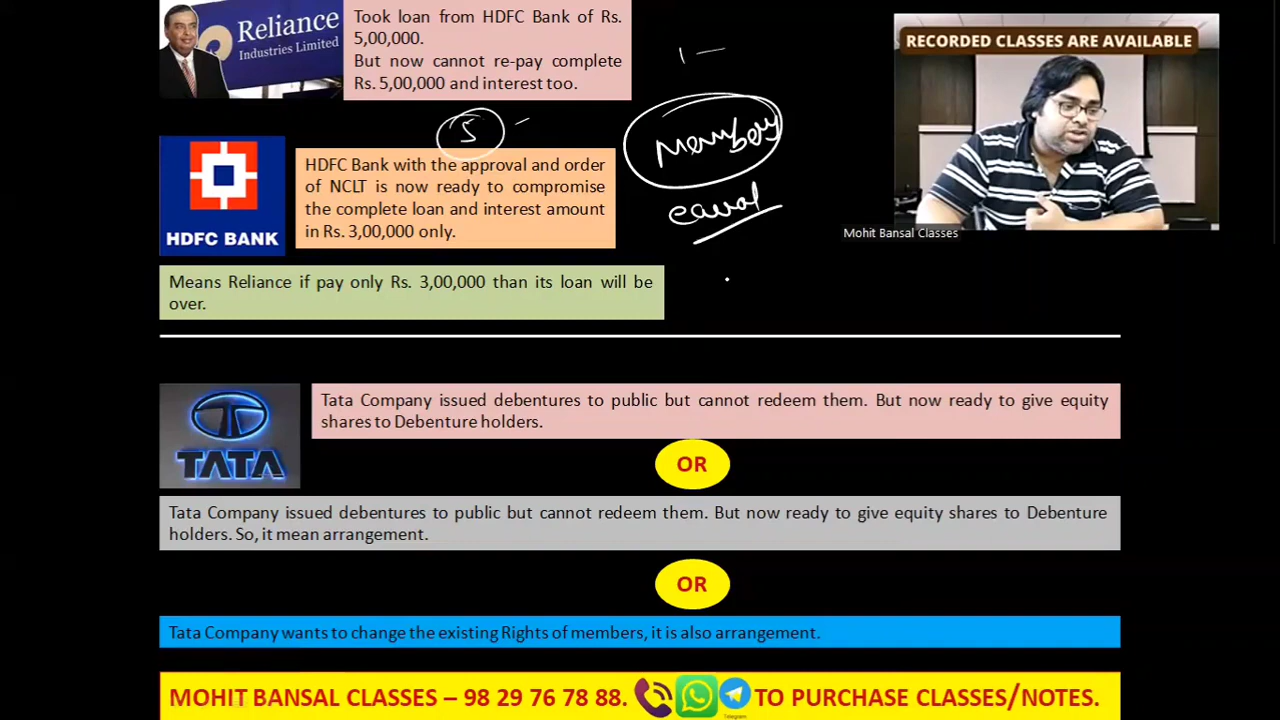 Reliance
Industries Limited
Took loan from HDFC Bank of Rs.
5,00,000.
But now cannot re-pay complete
Rs. 5,00,000 and interest too.
RECORDED CLASSES ARE AVAILABLE
Mohit Bansal Classes
5
Members
equal
HDFC BANK
HDFC Bank with the approval and order
of NCLT is now ready to compromise
the complete loan and interest amount
in Rs. 3,00,000 only.
Means Reliance if pay only Rs. 3,00,000 than its loan will be
over.
TATA
Tata Company issued debentures to public but cannot redeem them. But now ready to give equity
shares to Debenture holders.
OR
Tata Company issued debentures to public but cannot redeem them. But now ready to give equity shares to Debenture
holders. So, it mean arrangement.
OR
Tata Company wants to change the existing Rights of members, it is also arrangement.
MOHIT BANSAL CLASSES – 98 29 76 78 88. TO PURCHASE CLASSES/NOTES.
Telegram